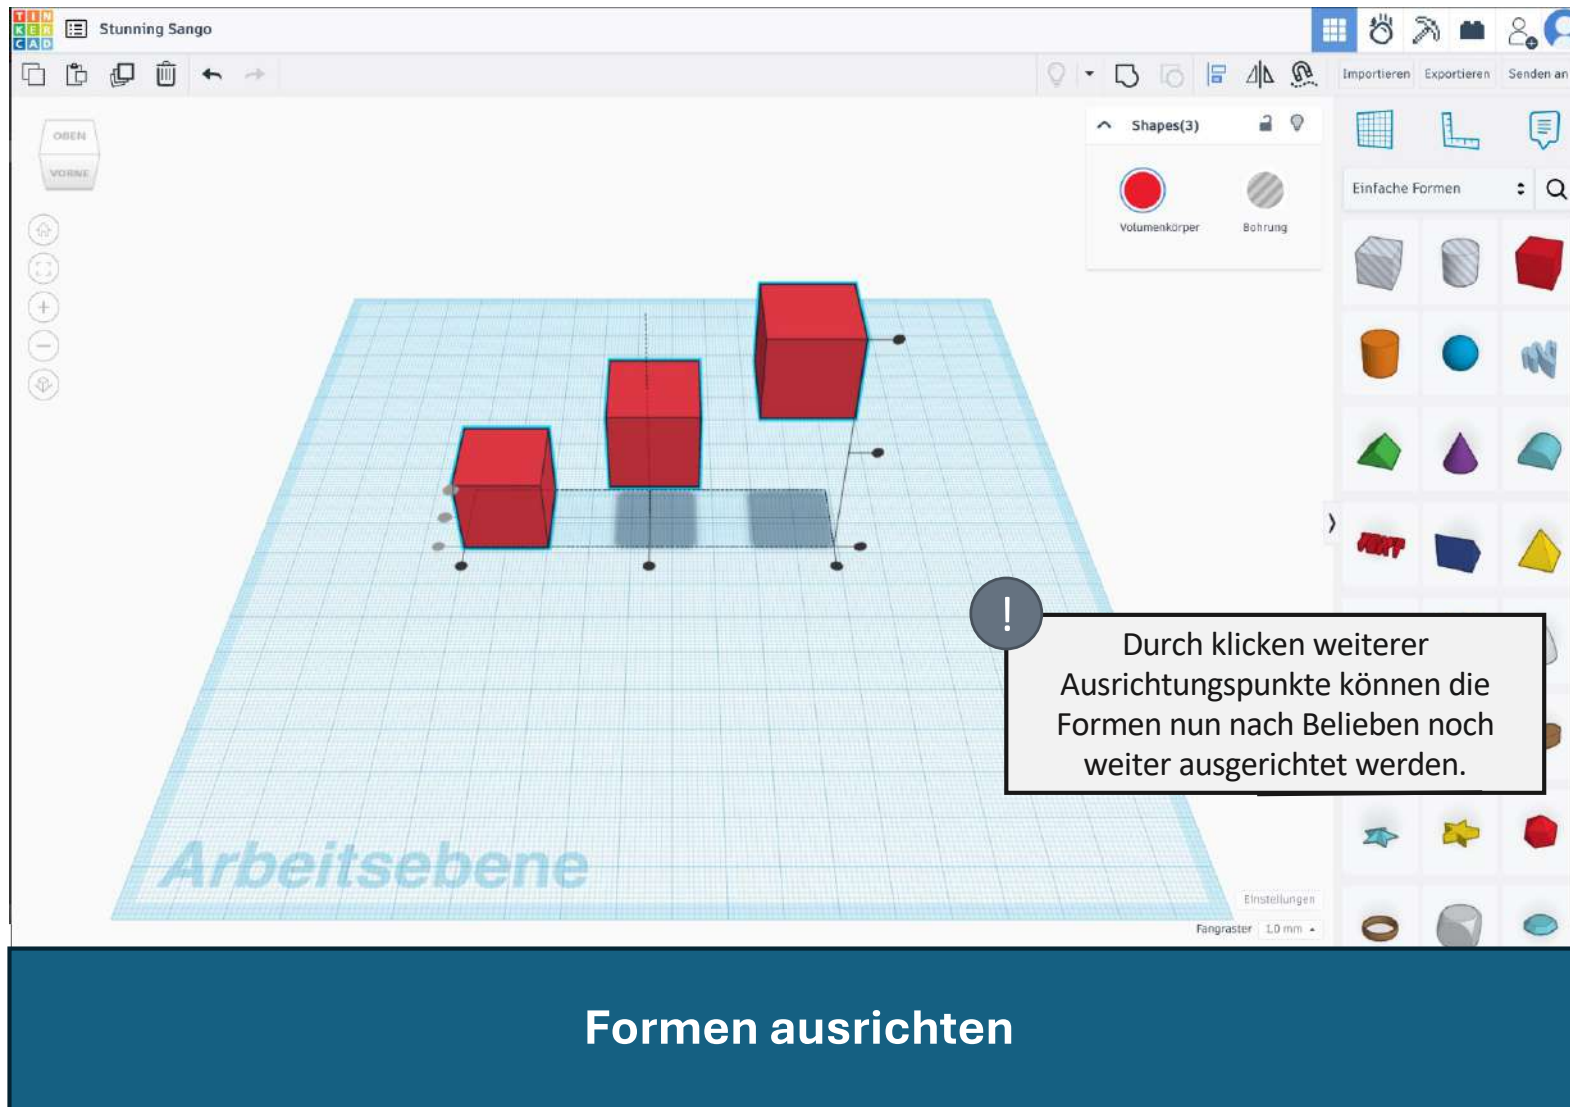 TIN
KER
CAD
Stunning Sango
Importieren Exportieren Senden an
OBEN
VORNE
Shapes(3)
Volumenkörper Bohrung
Einfache Formen
TEXT
!
Durch klicken weiterer
Ausrichtungspunkte können die
Formen nun nach Belieben noch
weiter ausgerichtet werden.
Arbeitsebene
Einstellungen
Fangraster 1,0 mm
Formen ausrichten